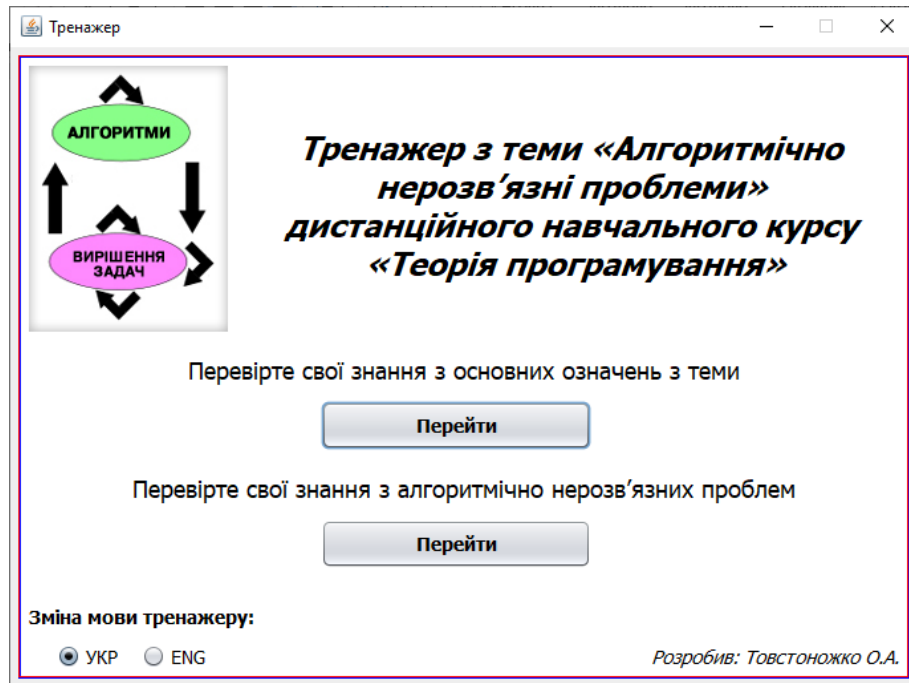 Тренажер
АЛГОРИТМИ
ВИРІШЕННЯ
ЗАДАЧ
Тренажер з теми «Алгоритмічно
нерозв’язні проблеми»
дистанційного навчального курсу
«Теорія програмування»
Перевірте свої знання з основних означень з теми
Перейти
Перевірте свої знання з алгоритмічно нерозв’язних проблем
Перейти
Зміна мови тренажеру:
УКР ENG
Розробив: Товстоножко О.А.